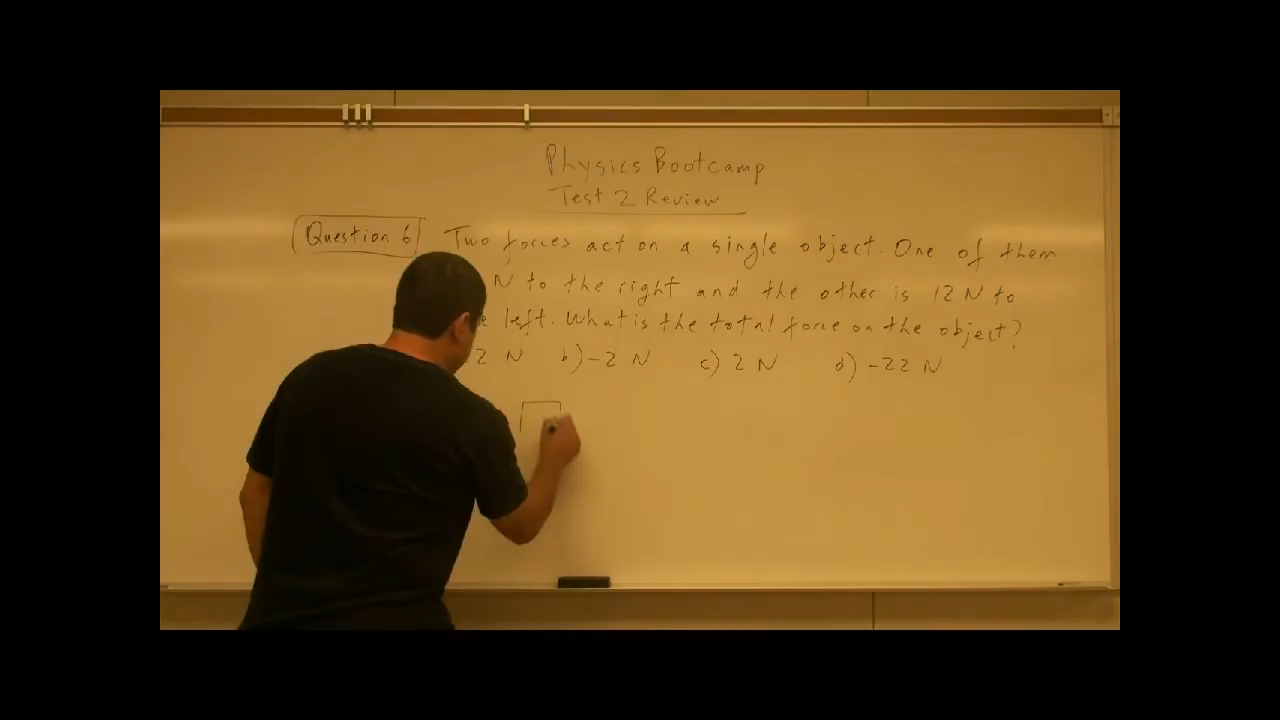 Physics Bootcamp
Test 2 Review
Question 6 Two forces act on a single object. One of them
N to the right and the other is 12 N to
left. What is the total force on the object?
2 N b) -2 N c) 2 N d) -22 N